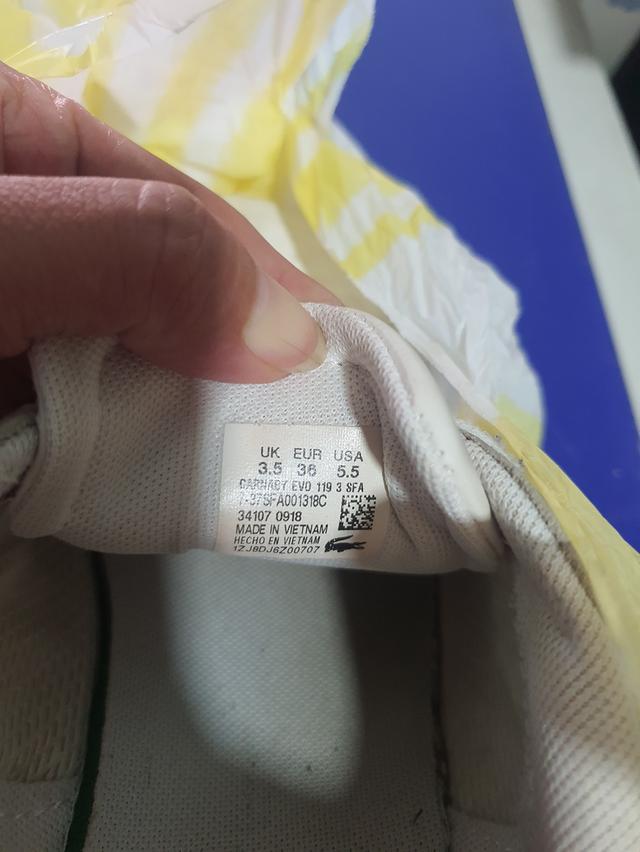 UK EUR USA
3.5 36 5.5
CARNABY EVO 119 3 SFA
7-37SFA001318C
34107 0918
MADE IN VIETNAM
HECHO EN VIETNAM
1ZJ8DJ6Z00707